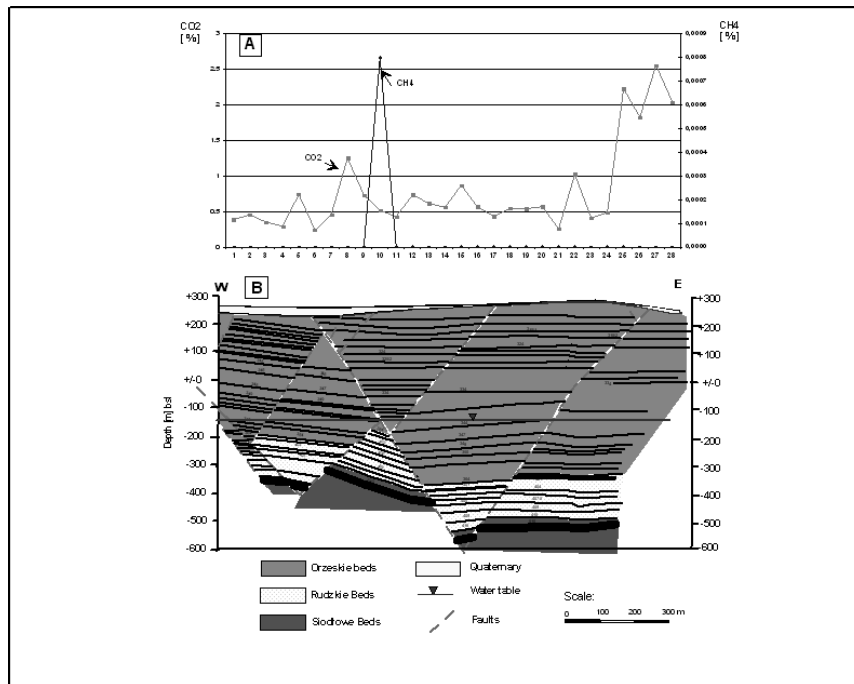 CO2
[ %]
CH4
[ %]
A
3
2.5
2
1.5
1
0.5
0
0,0009
0,0008
0,0007
0,0006
0,0005
0,0004
0,0003
0,0002
0,0001
0,0000
CH4
CO2
1 2 3 4 5 6 7 8 9 10 11 12 13 14 15 16 17 18 19 20 21 22 23 24 25 26 27 28
W
B
E
+300
+200
+100
+/-0
-100
-200
-300
-400
-500
-600
Depth [m] bsl
+300
+200
+100
+/-0
-100
-200
-300
-400
-500
-600
Orzeskie beds
Rudzkie Beds
Siodłowe Beds
Quaternary
Water table
Faults
Scale:
0 100 200 300 m